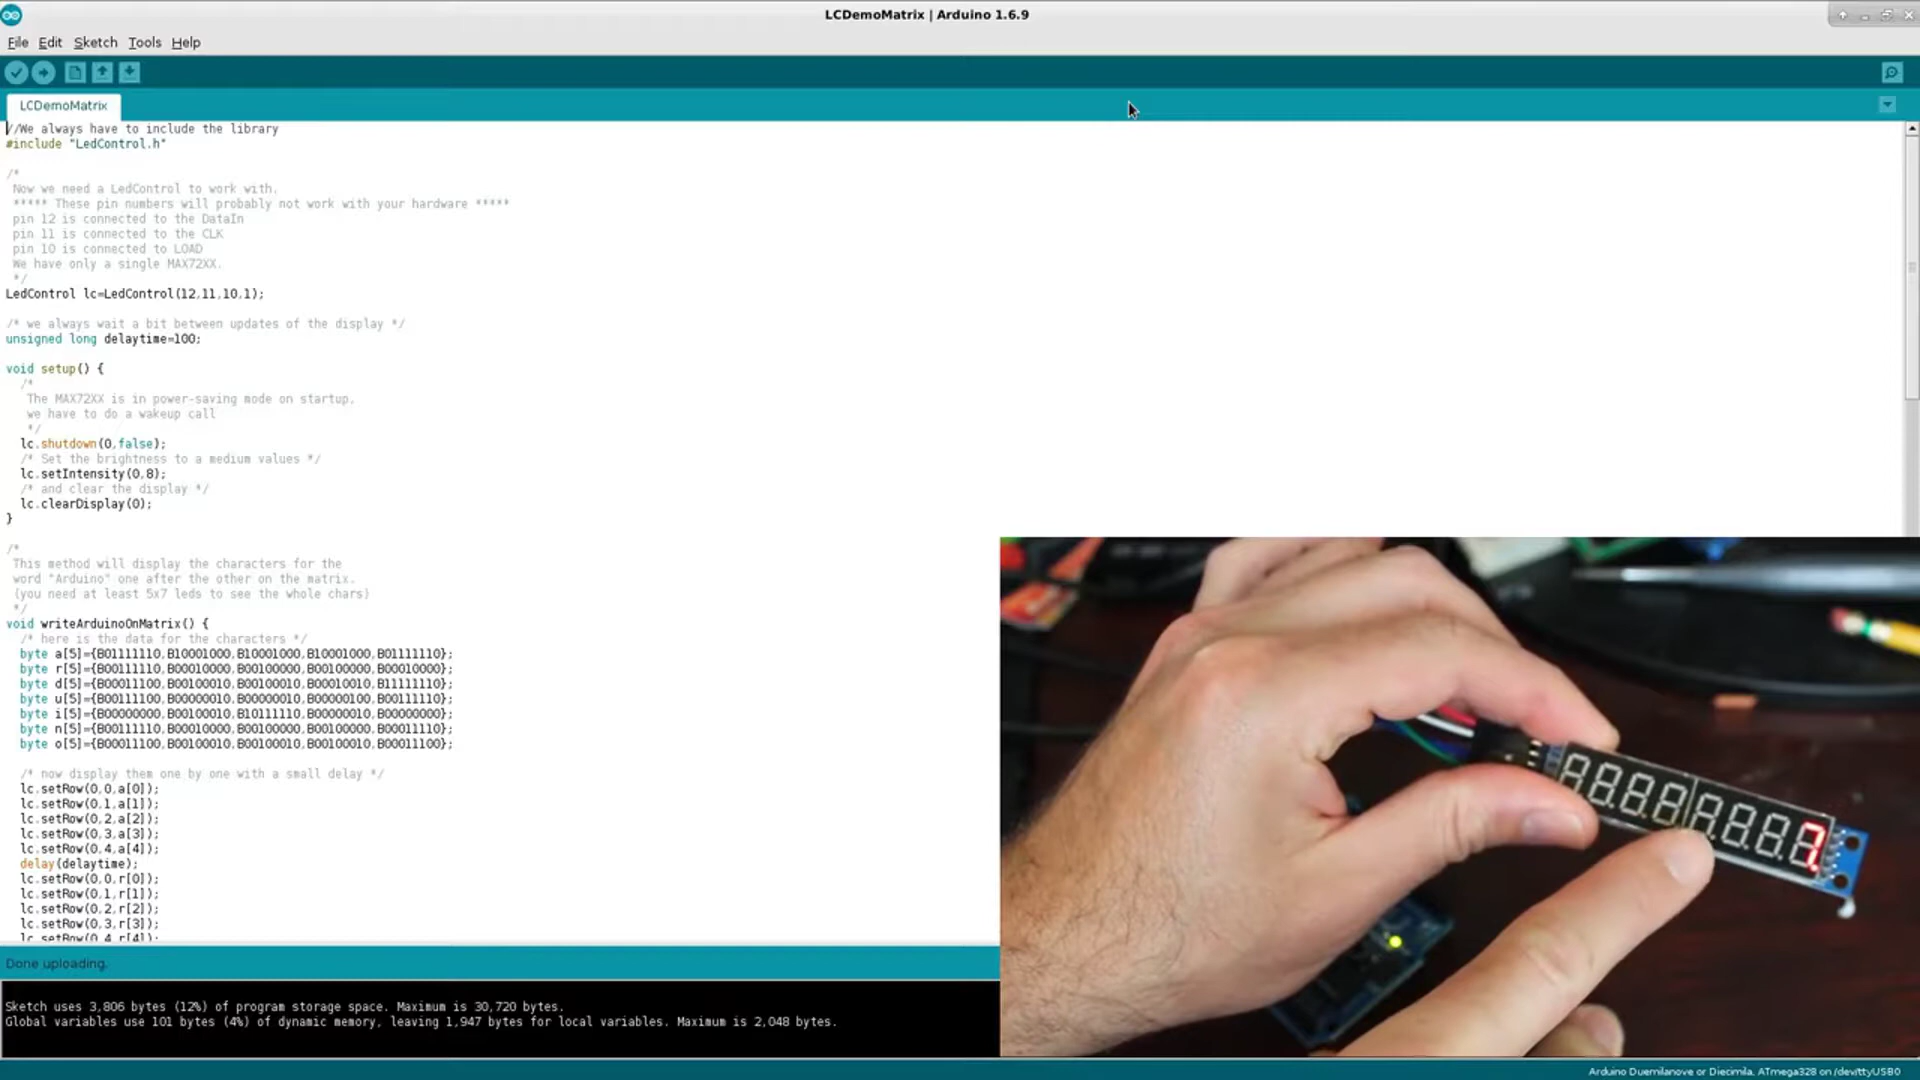 LCDemoMatrix | Arduino 1.6.9
File Edit Sketch Tools Help
LCDemoMatrix
//We always have to include the library
#include "LedControl.h"
/*
Now we need a LedControl to work with.
***** These pin numbers will probably not work with your hardware *****
pin 12 is connected to the DataIn
pin 11 is connected to the CLK
pin 10 is connected to LOAD
We have only a single MAX72XX.
*/
LedControl lc=LedControl(12,11,10,1);
/* we always wait a bit between updates of the display */
unsigned long delaytime=100;
void setup() {
/*
The MAX72XX is in power-saving mode on startup,
we have to do a wakeup call
*/
lc.shutdown(0,false);
/* Set the brightness to a medium values */
lc.setIntensity(0,8);
/* and clear the display */
lc.clearDisplay(0);
}
/*
This method will display the characters for the
word "Arduino" one after the other on the matrix.
(you need at least 5x7 leds to see the whole chars)
*/
void writeArduinoOnMatrix() {
/* here is the data for the characters */
byte a[5]={B01111110,B10001000,B10001000,B10001000,B01111110};
byte r[5]={B00111110,B00010000,B00100000,B00100000,B00010000};
byte d[5]={B00011100,B00100010,B00100010,B00010010,B11111110};
byte u[5]={B00111100,B00000010,B00000010,B00000100,B00111110};
byte i[5]={B00000000,B00100010,B10111110,B00000010,B00000000};
byte n[5]={B00111110,B00010000,B00100000,B00100000,B00011110};
byte o[5]={B00011100,B00100010,B00100010,B00100010,B00011100};
/* now display them one by one with a small delay */
lc.setRow(0,0,a[0]);
lc.setRow(0,1,a[1]);
lc.setRow(0,2,a[2]);
lc.setRow(0,3,a[3]);
lc.setRow(0,4,a[4]);
delay(delaytime);
lc.setRow(0,0,r[0]);
lc.setRow(0,1,r[1]);
lc.setRow(0,2,r[2]);
lc.setRow(0,3,r[3]);
lc.setRow(0,4,r[4]);
7.
Done uploading.
Sketch uses 3,806 bytes (12%) of program storage space. Maximum is 30,720 bytes.
Global variables use 101 bytes (4%) of dynamic memory, leaving 1,947 bytes for local variables. Maximum is 2,048 bytes.
Arduino Duemilanove or Diecimila, ATmega328 on /dev/ttyUSB0